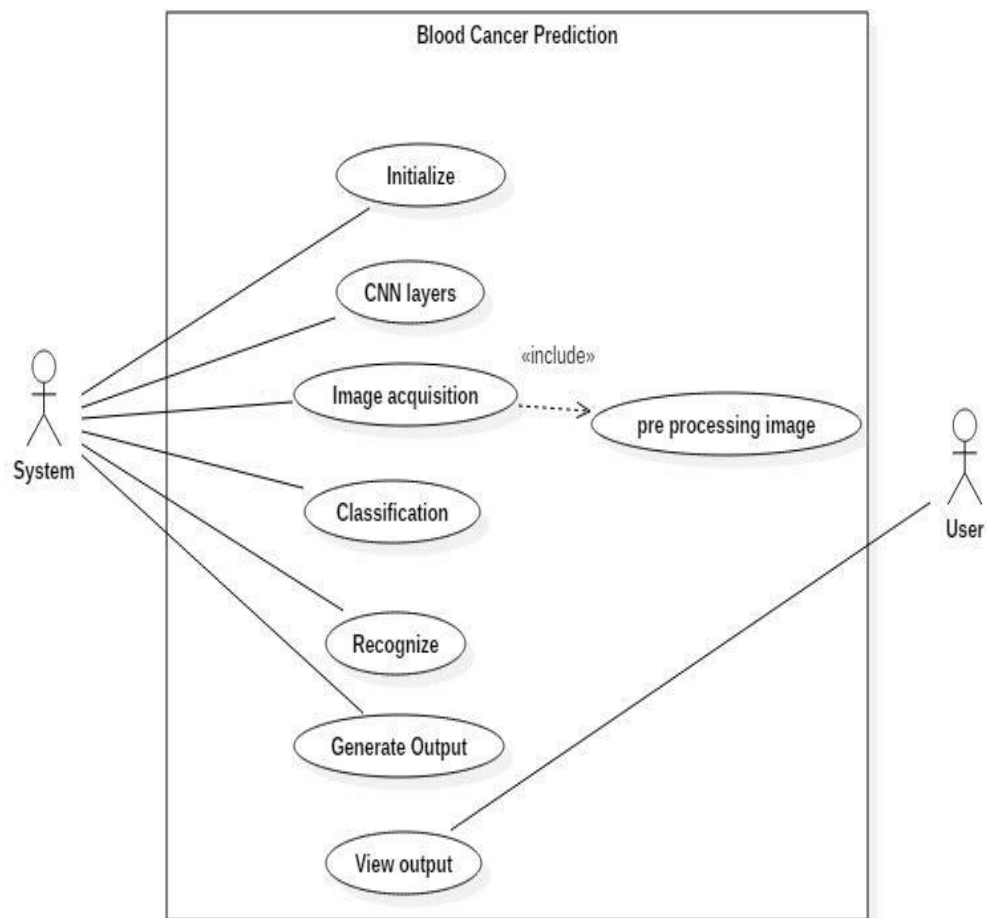 Blood Cancer Prediction
Initialize
CNN layers
«include»
Image acquisition
pre processing image
System
Classification
User
Recognize
Generate Output
View output